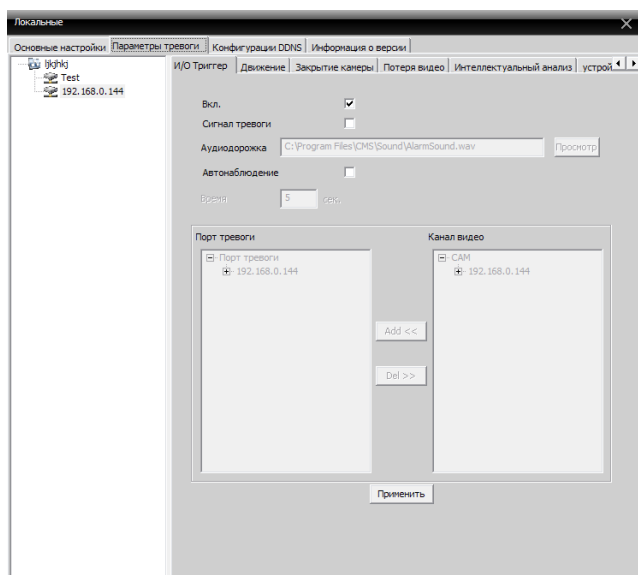 Локальные
Основные настройки Параметры тревоги Конфигурации DDNS Информация о версии
ljkjhkj
Test
192.168.0.144
И/О Триггер Движение Закрытие камеры Потеря видео Интеллектуальный анализ устрой
Вкл.
Сигнал тревоги
Аудиодорожка C:\Program Files\CMS\Sound\AlarmSound.wav Просмотр
Автонаблюдение
Время 5 сек.
Порт тревоги Канал видео
Порт тревоги CAM
192.168.0.144 192.168.0.144
Add <<
Del >>
Применить